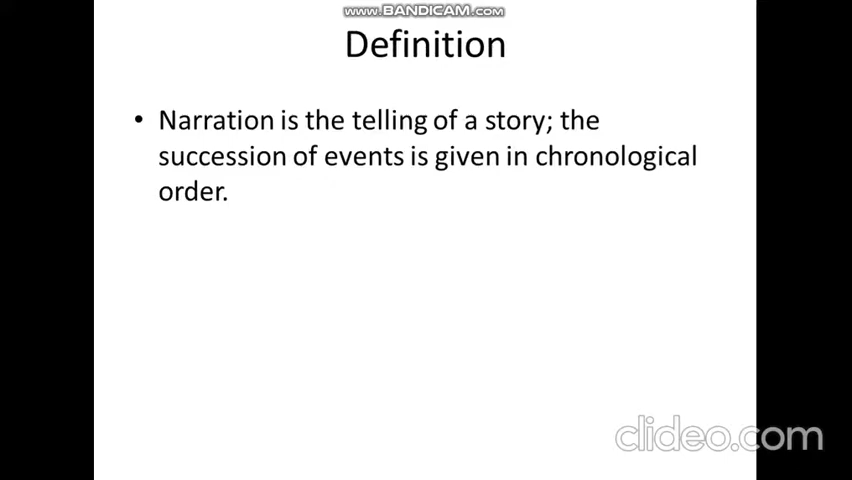 www.BANDICAM.com
Definition
• Narration is the telling of a story; the
succession of events is given in chronological
order.
clideo.com